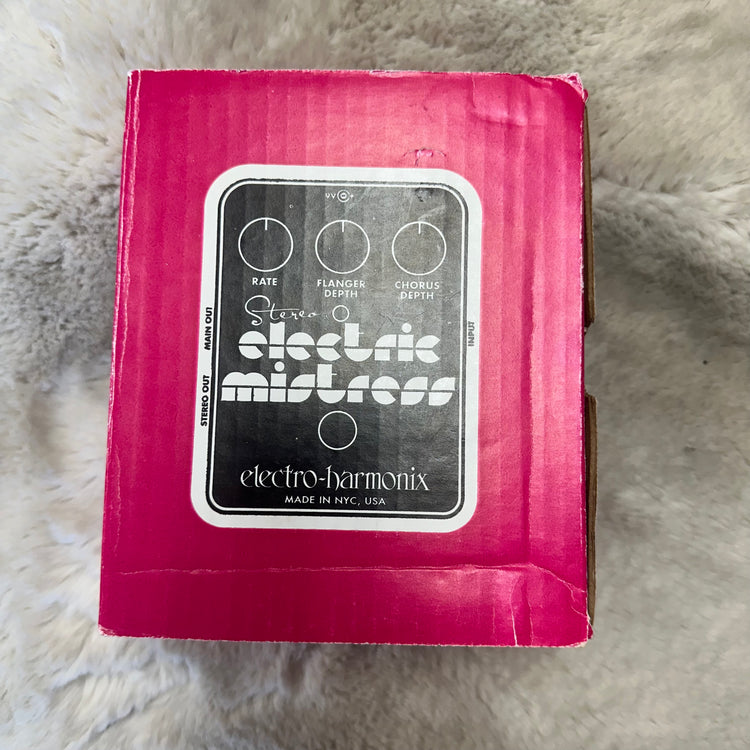 9V
RATE
FLANGER
DEPTH
CHORUS
DEPTH
Stereo
electric
mistress
electro-harmonix
MADE IN NYC, USA
MAIN OUT
STEREO OUT
INPUT